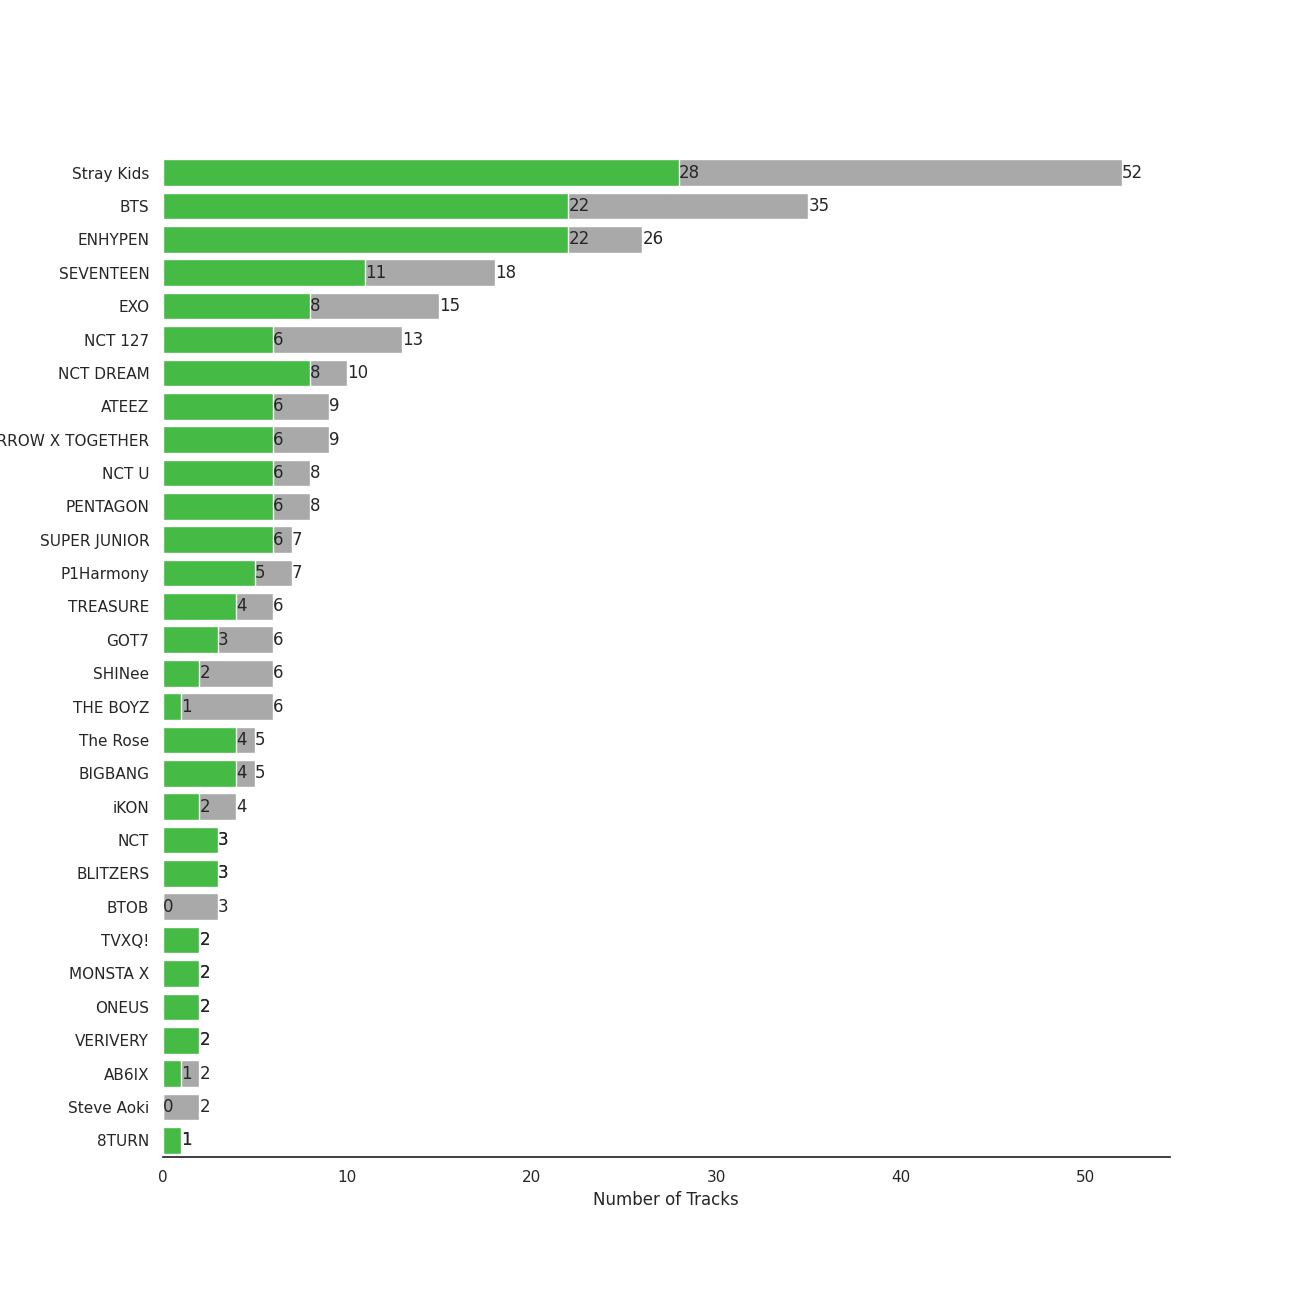 Stray Kids 28 52
BTS 22 35
ENHYPEN 22 26
SEVENTEEN 11 18
EXO 8 15
NCT 127 6 13
NCT DREAM 8 10
ATEEZ 6 9
RROW X TOGETHER 6 9
NCT U 6 8
PENTAGON 6 8
SUPER JUNIOR 6 7
P1Harmony 5 7
TREASURE 4 6
GOT7 3 6
SHINee 2 6
THE BOYZ 1 6
The Rose 4 5
BIGBANG 4 5
iKON 2 4
NCT 3
BLITZERS 3
BTOB 0 3
TVXQ! 2
MONSTA X 2
ONEUS 2
VERIVERY 2
AB6IX 1 2
Steve Aoki 0 2
8TURN 1
0 10 20 30 40 50
Number of Tracks